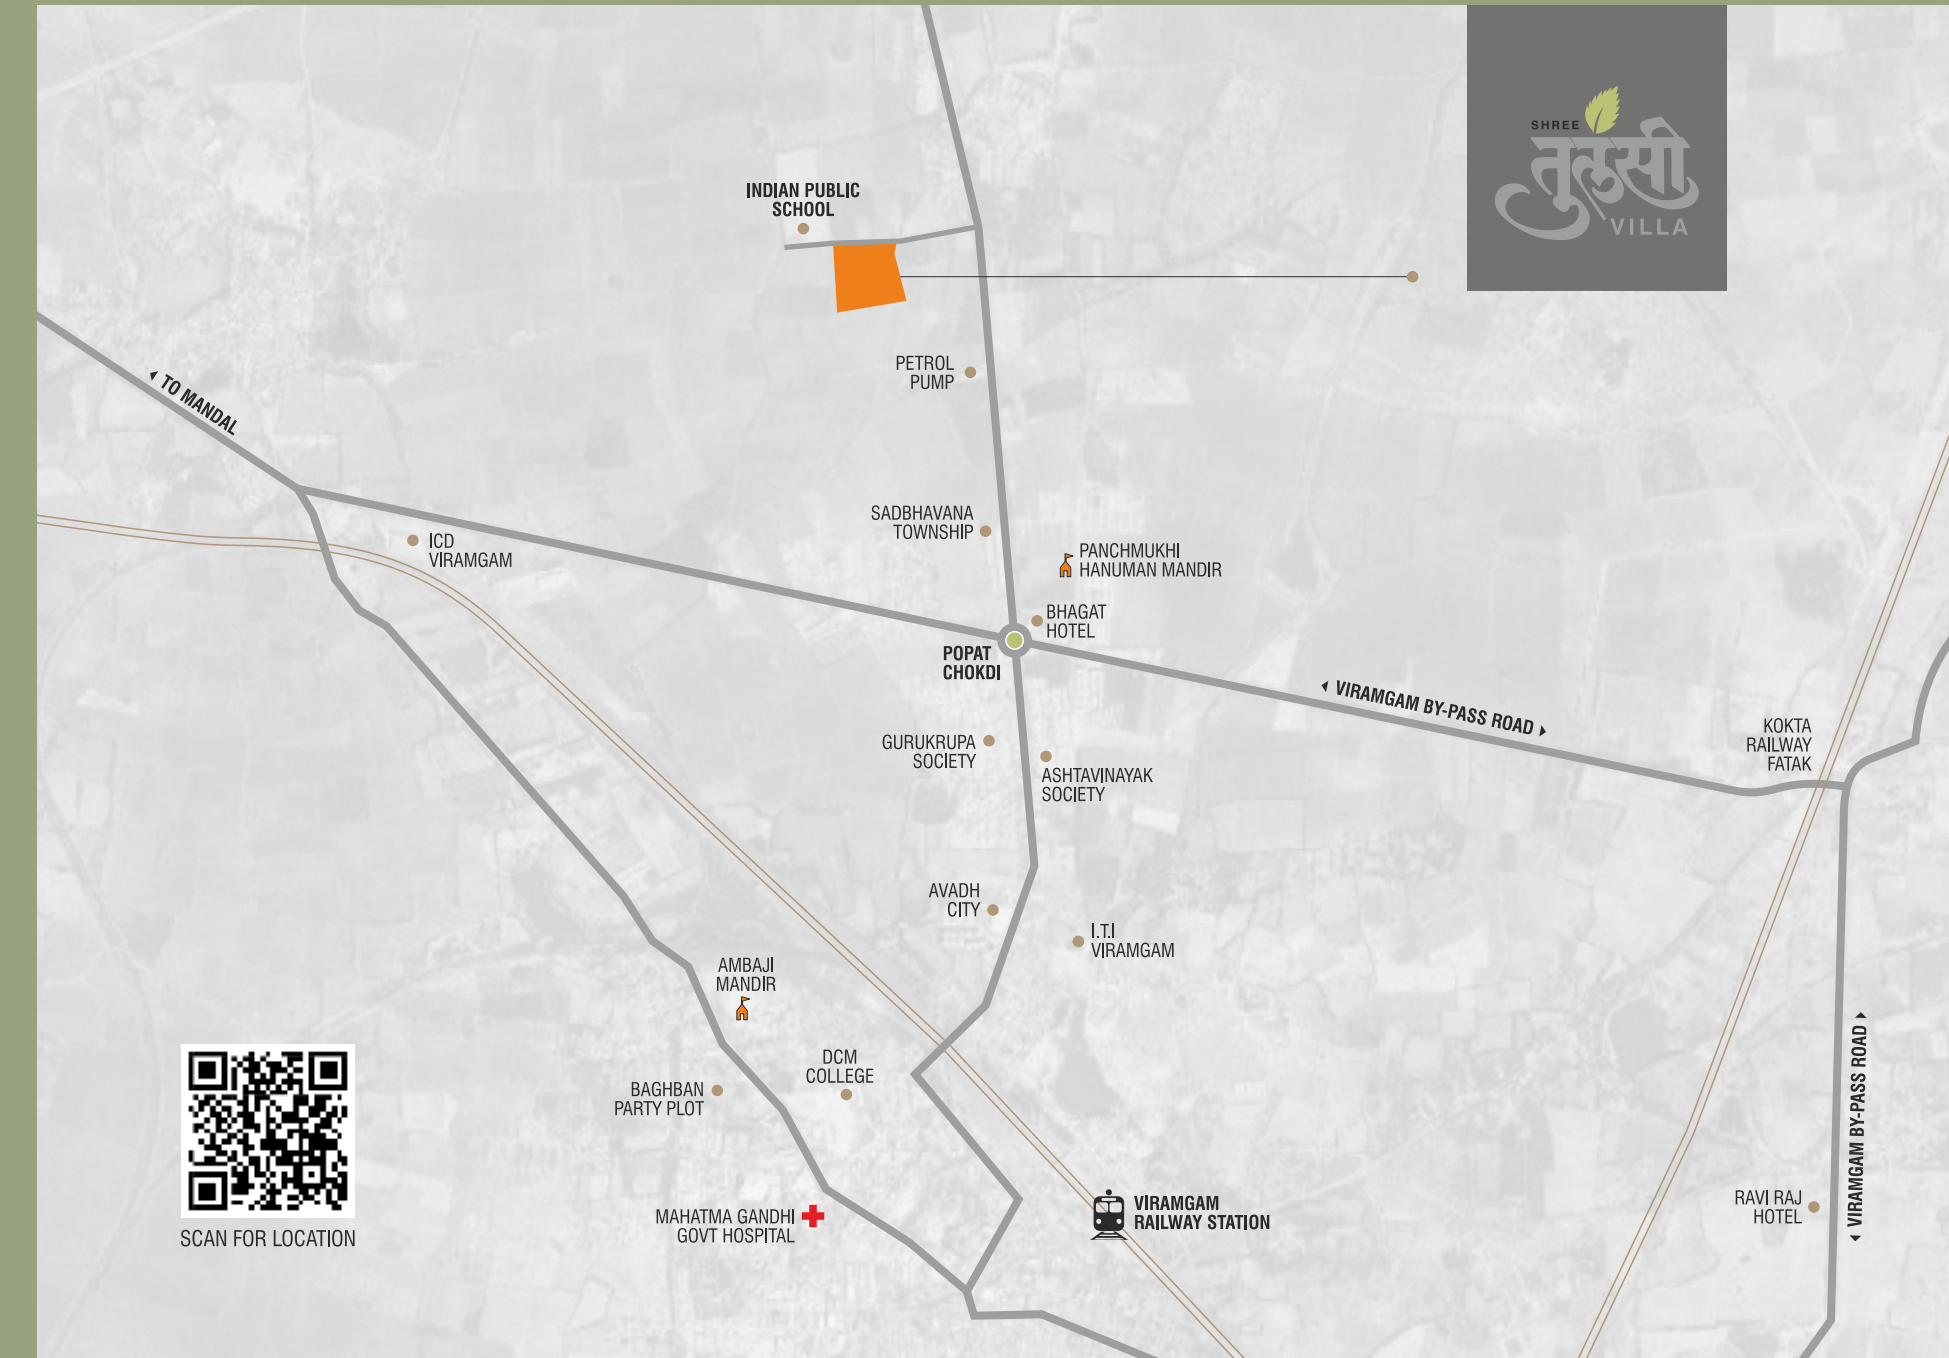 SHREE
तुलसी
VILLA
INDIAN PUBLIC
SCHOOL
PETROL
PUMP
TO MANDAL
SADBHAVANA
TOWNSHIP
ICD
VIRAMGAM
PANCHMUKHI
HANUMAN MANDIR
BHAGAT
HOTEL
POPAT
CHOKDI
VIRAMGAM BY-PASS ROAD
KOKTA
RAILWAY
FATAK
GURUKRUPA
SOCIETY
ASHTAVINAYAK
SOCIETY
AVADH
CITY
I.T.I
VIRAMGAM
AMBAJI
MANDIR
DCM
COLLEGE
BAGHBAN
PARTY PLOT
VIRAMGAM BY-PASS ROAD
MAHATMA GANDHI
GOVT HOSPITAL
VIRAMGAM
RAILWAY STATION
RAVI RAJ
HOTEL
SCAN FOR LOCATION